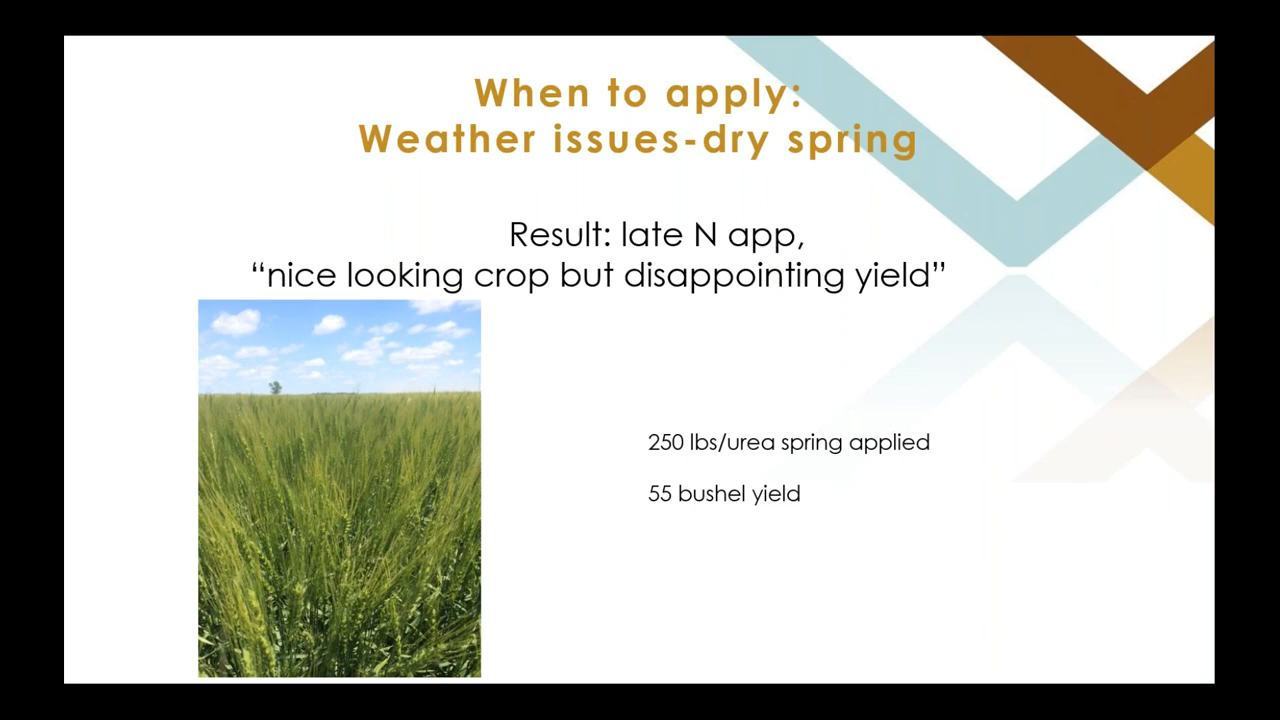 When to apply:
Weather issues-dry spring
Result: late N app,
“nice looking crop but disappointing yield”
250 lbs/urea spring applied
55 bushel yield